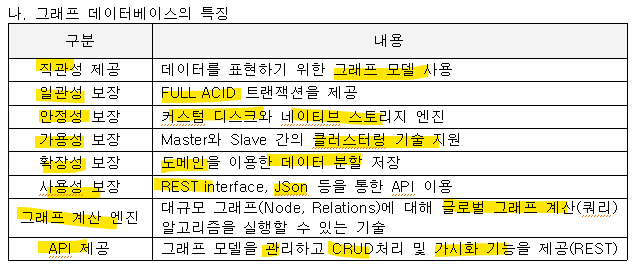 나. 그래프 데이터베이스의 특징
구분 내용
직관성 제공 데이터를 표현하기 위한 그래프 모델 사용
일관성 보장 FULL ACID 트랜잭션을 제공
안정성 보장 커스텀 디스크와 네이티브 스토리지 엔진
가용성 보장 Master와 Slave 간의 클러스터링 기술 지원
확장성 보장 도메인을 이용한 데이터 분할 저장
사용성 보장 REST interface, JSon 등을 통한 API 이용
그래프 계산 엔진 대규모 그래프(Node, Relations)에 대해 글로벌 그래프 계산(쿼리)
알고리즘을 실행할 수 있는 기술
API 제공 그래프 모델을 관리하고 CRUD처리 및 가시화 기능을 제공(REST)